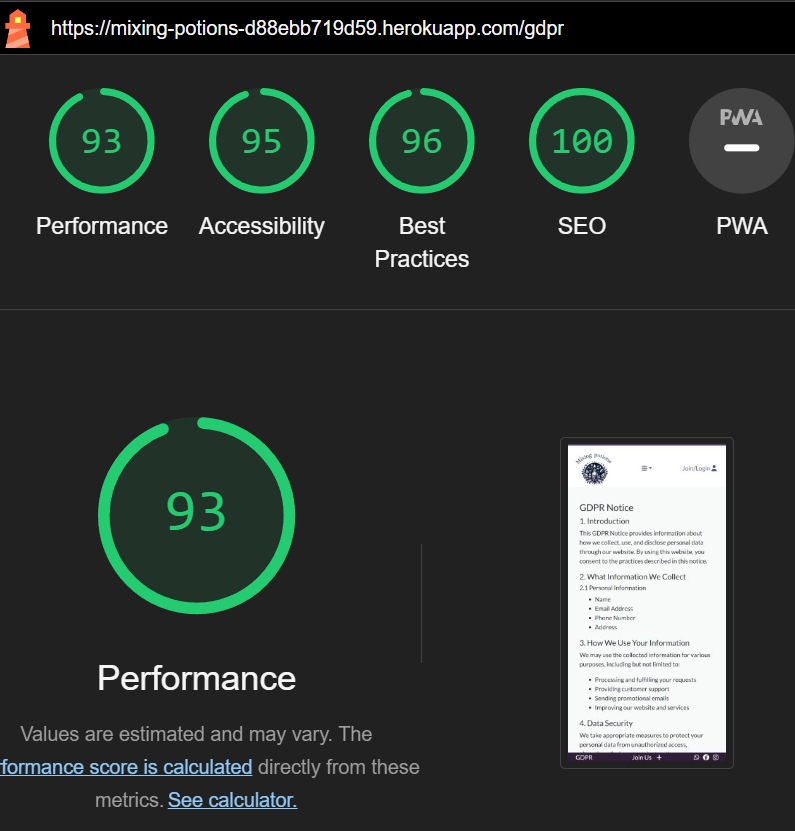 https://mixing-potions-d88ebb719d59.herokuapp.com/gdpr
93
95
96
100
PWA
Performance
Accessibility
Best
Practices
SEO
PWA
93
Performance
Values are estimated and may vary. The
formance score is calculated directly from these
metrics. See calculator.
Mixing potions
Join/Login
GDPR Notice
1. Introduction
This GDPR Notice provides information about
how we collect, use, and disclose personal data
through our website. By using this website, you
consent to the practices described in this notice.
2. What Information We Collect
2.1 Personal Information
Name
Email Address
Phone Number
Address
3. How We Use Your Information
We may use the collected information for various
purposes, including but not limited to:
Processing and fulfilling your requests
Providing customer support
Sending promotional emails
Improving our website and services
4. Data Security
We take appropriate measures to protect your
personal data from unauthorized access,
GDPR
Join Us +